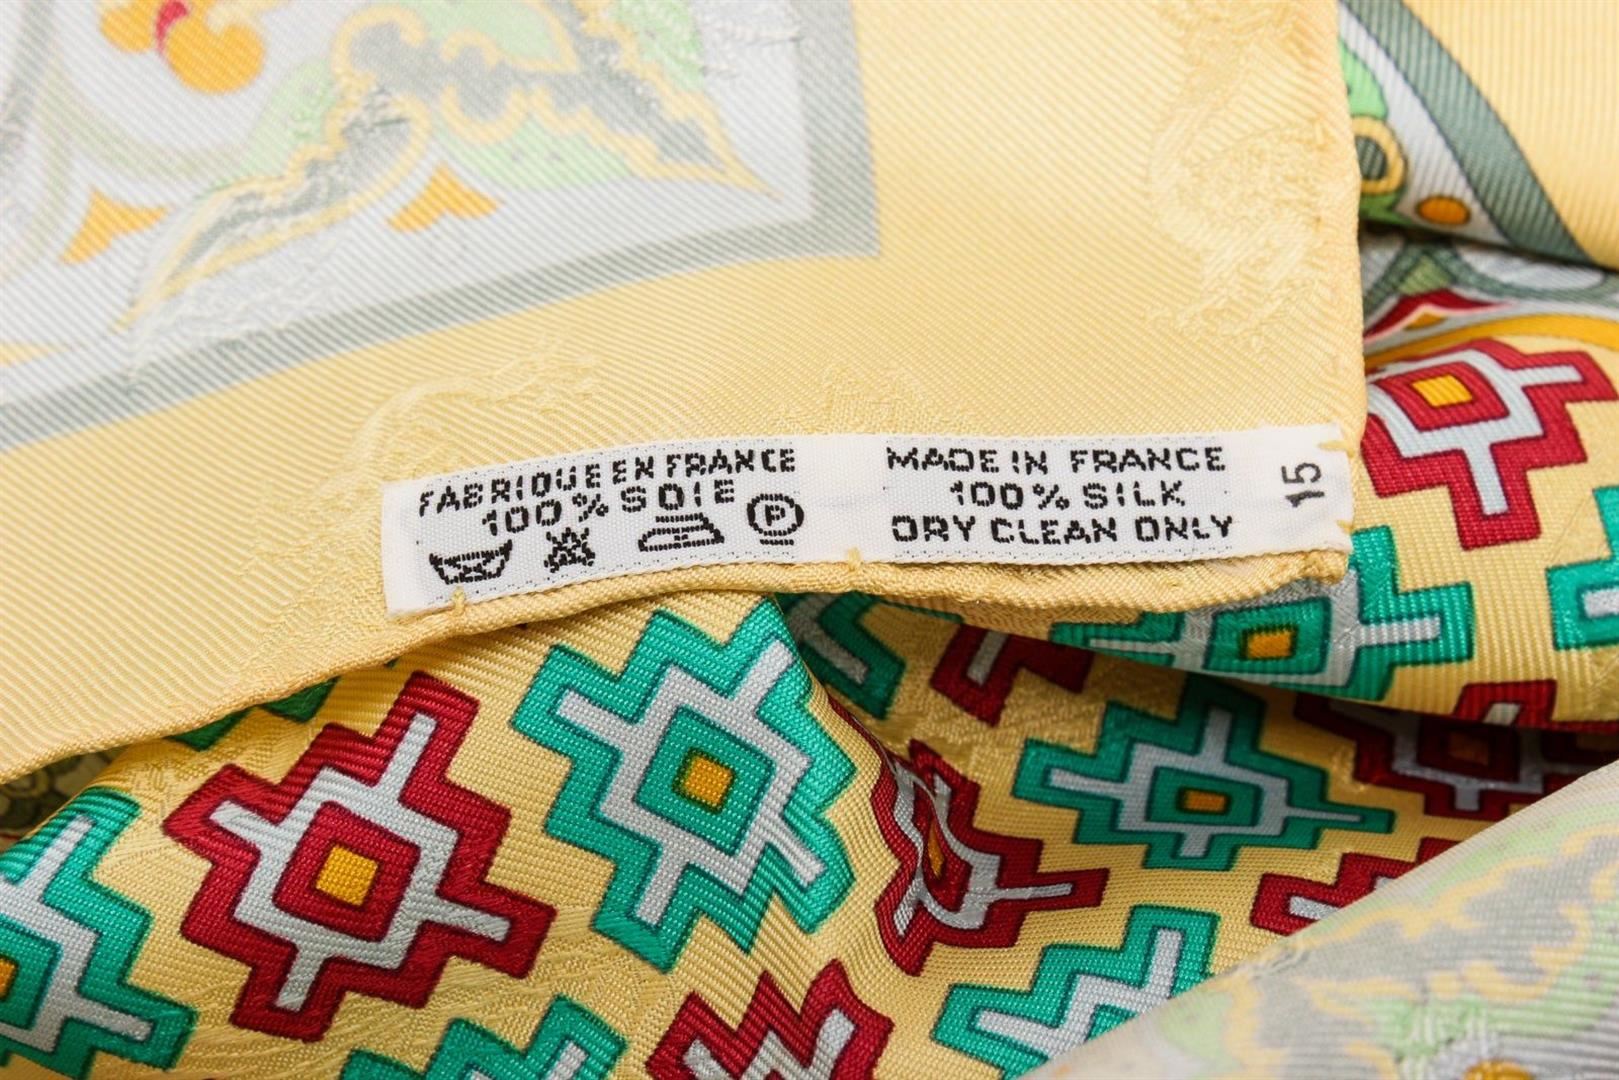 FABRIQUE EN FRANCE
100% SOIE
P
MADE IN FRANCE
100% SILK
DRY CLEAN ONLY
15